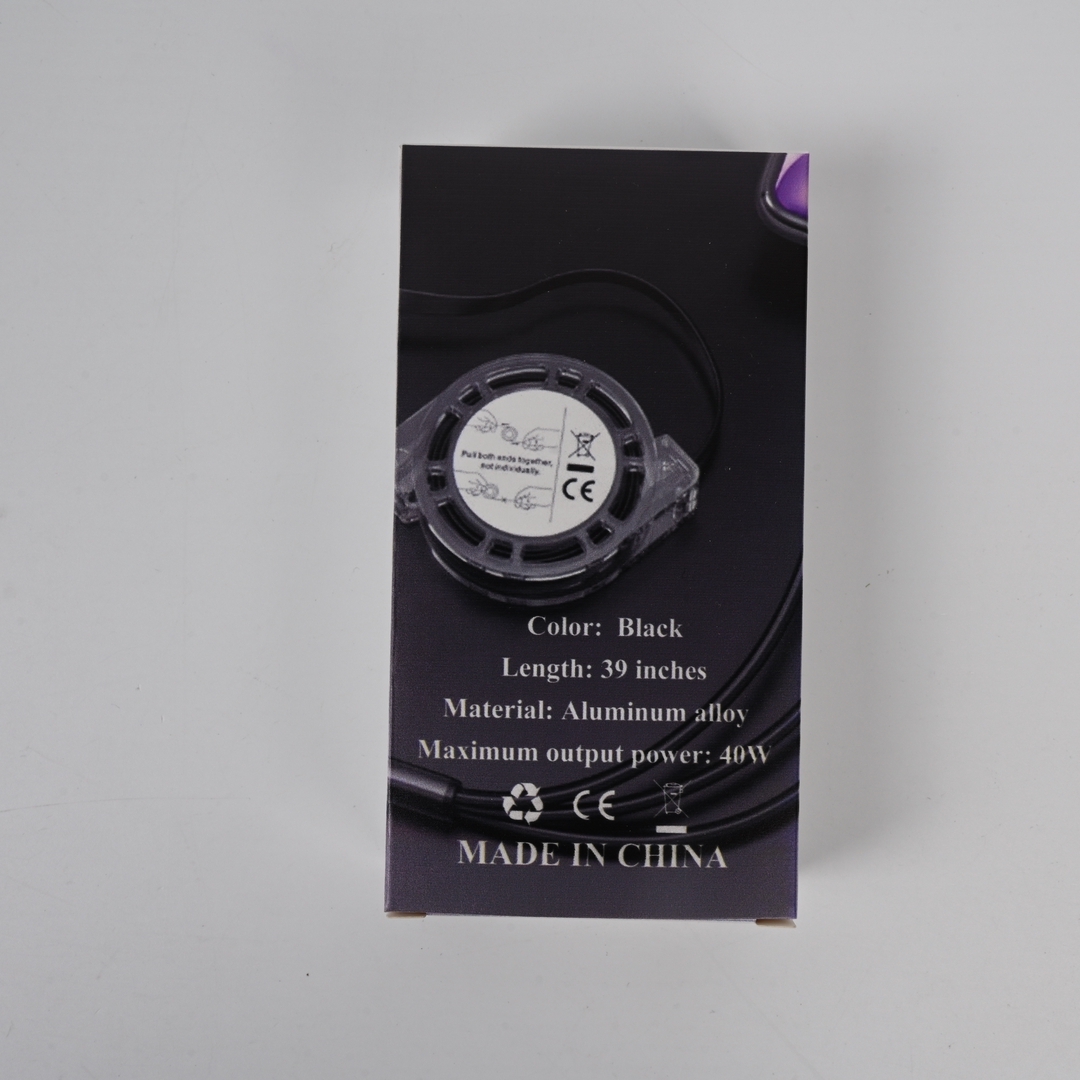 Pull both ends together,
not individually.
CE
Color: Black
Length: 39 inches
Material: Aluminum alloy
Maximum output power: 40W
CE
MADE IN CHINA